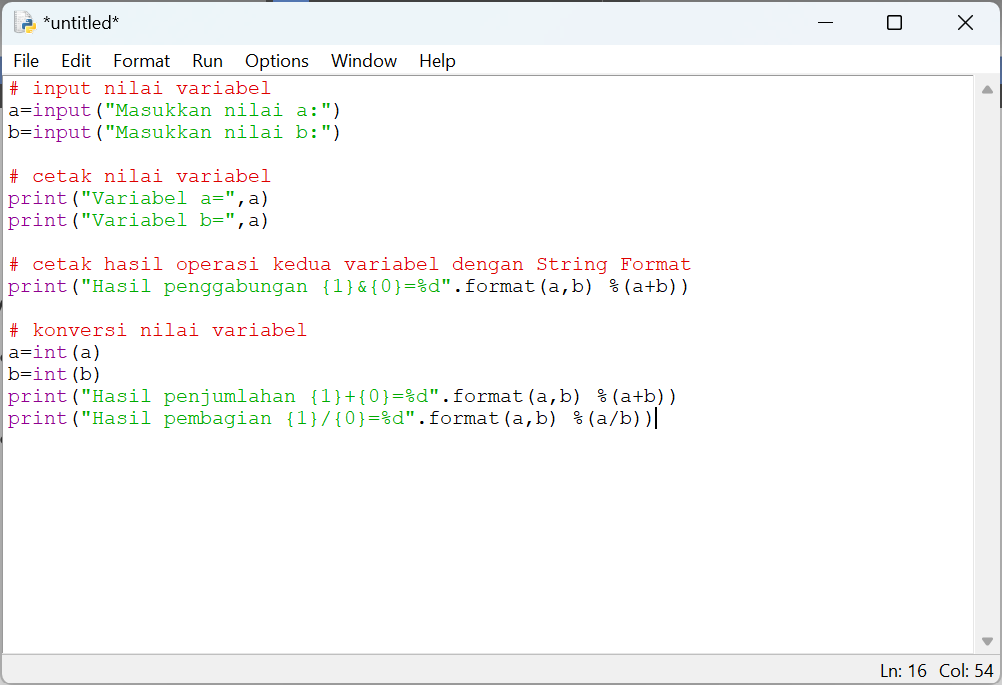 *untitled*
File Edit Format Run Options Window Help
# input nilai variabel
a=input("Masukkan nilai a:")
b=input("Masukkan nilai b:")
# cetak nilai variabel
print("Variabel a=",a)
print("Variabel b=",a)
# cetak hasil operasi kedua variabel dengan String Format
print("Hasil penggabungan {1}&{0}=%d".format(a,b) %(a+b))
# konversi nilai variabel
a=int(a)
b=int(b)
print("Hasil penjumlahan {1}+{0}=%d".format(a,b) %(a+b))
print("Hasil pembagian {1}/{0}=%d".format(a,b) %(a/b))
Ln: 16 Col: 54